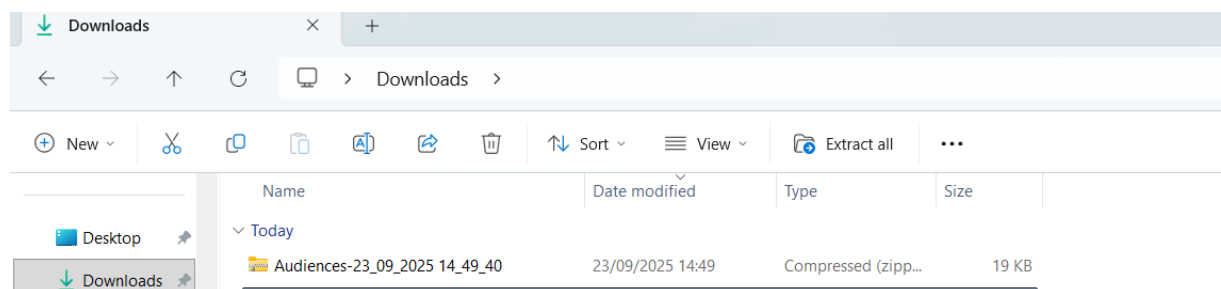 Downloads
Downloads
New
Sort
View
Extract all
Name Date modified Type Size
Desktop
Today
Downloads
Audiences-23_09_2025 14_49_40 23/09/2025 14:49 Compressed (zipp... 19 KB